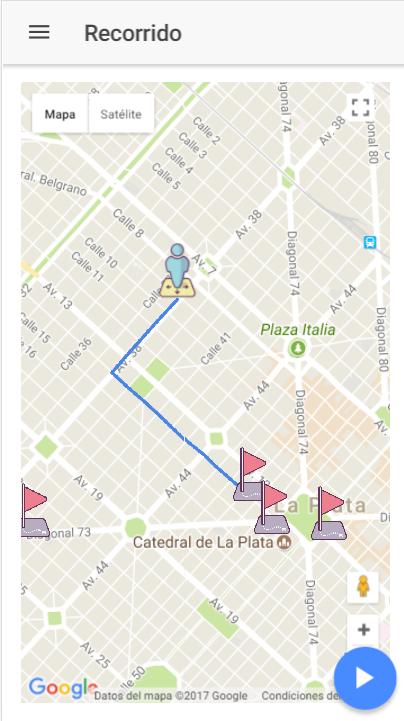 Recorrido
Mapa
Satélite
Diagonal 74
Av. 38
Diagonal 80
Calle 2
Calle 3
Calle 4
Calle 5
ral. Belgrano
Calle 8
Av. 38
Calle 10
Calle 11
Av. 7
Diagonal 74
Av. 13
Av. 44
Calle 15
16
Calle 36
Calle 41
Plaza Italia
Diagonal 80
Av. 44
Diagonal 74
Av. 44
Av. 19
La Plata
Diagonal 73
Catedral de La Plata
Av. 44
Av. 19
Diagonal 74
Av. 25
Calle 50
Google
Datos del mapa ©2017 Google
Condiciones de